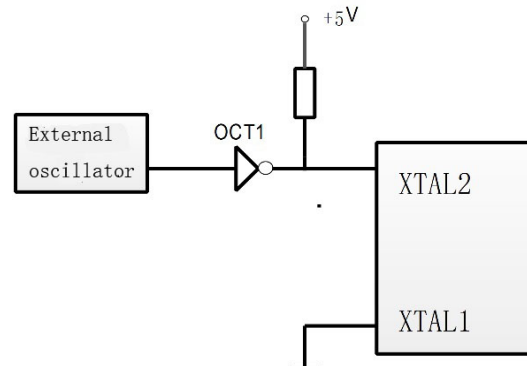 +5V
OCT1
External
oscillator
XTAL2
XTAL1